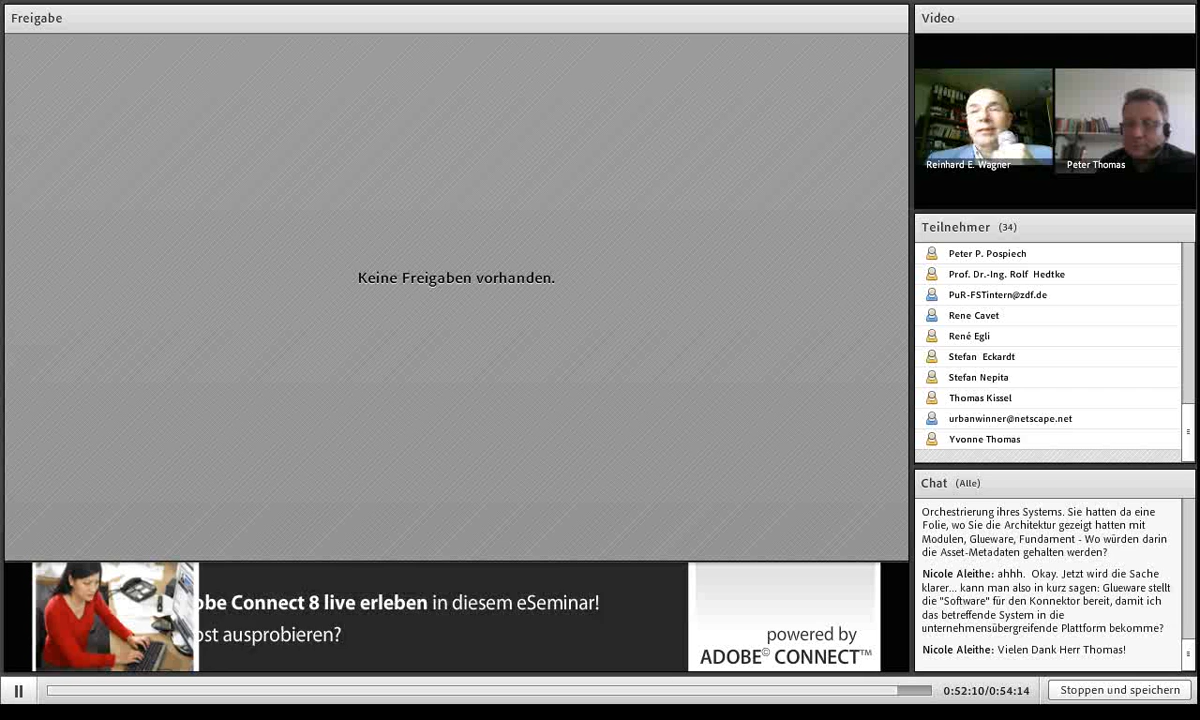 Freigabe
Keine Freigaben vorhanden.
obe Connect 8 live erleben in diesem eSeminar!
ost ausprobieren?
powered by
ADOBE© CONNECT™
Video
Reinhard E. Wagner
Peter Thomas
Teilnehmer (34)
Peter P. Pospiech
Prof. Dr.-Ing. Rolf Hedtke
PuR-FSTintern@zdf.de
Rene Cavet
René Egli
Stefan Eckardt
Stefan Nepita
Thomas Kissel
urbanwinner@netscape.net
Yvonne Thomas
Chat (Alle)
Orchestrierung ihres Systems. Sie hatten da eine
Folie, wo Sie die Architektur gezeigt hatten mit
Modulen, Glueware, Fundament - Wo würden darin
die Asset-Metadaten gehalten werden?
Nicole Aleithe: ahhh. Okay. Jetzt wird die Sache
klarer... kann man also in kurz sagen: Glueware stellt
die "Software" für den Konnektor bereit, damit ich
das betreffende System in die
unternehmensübergreifende Plattform bekomme?
Nicole Aleithe: Vielen Dank Herr Thomas!
0:52:10/0:54:14
Stoppen und speichern